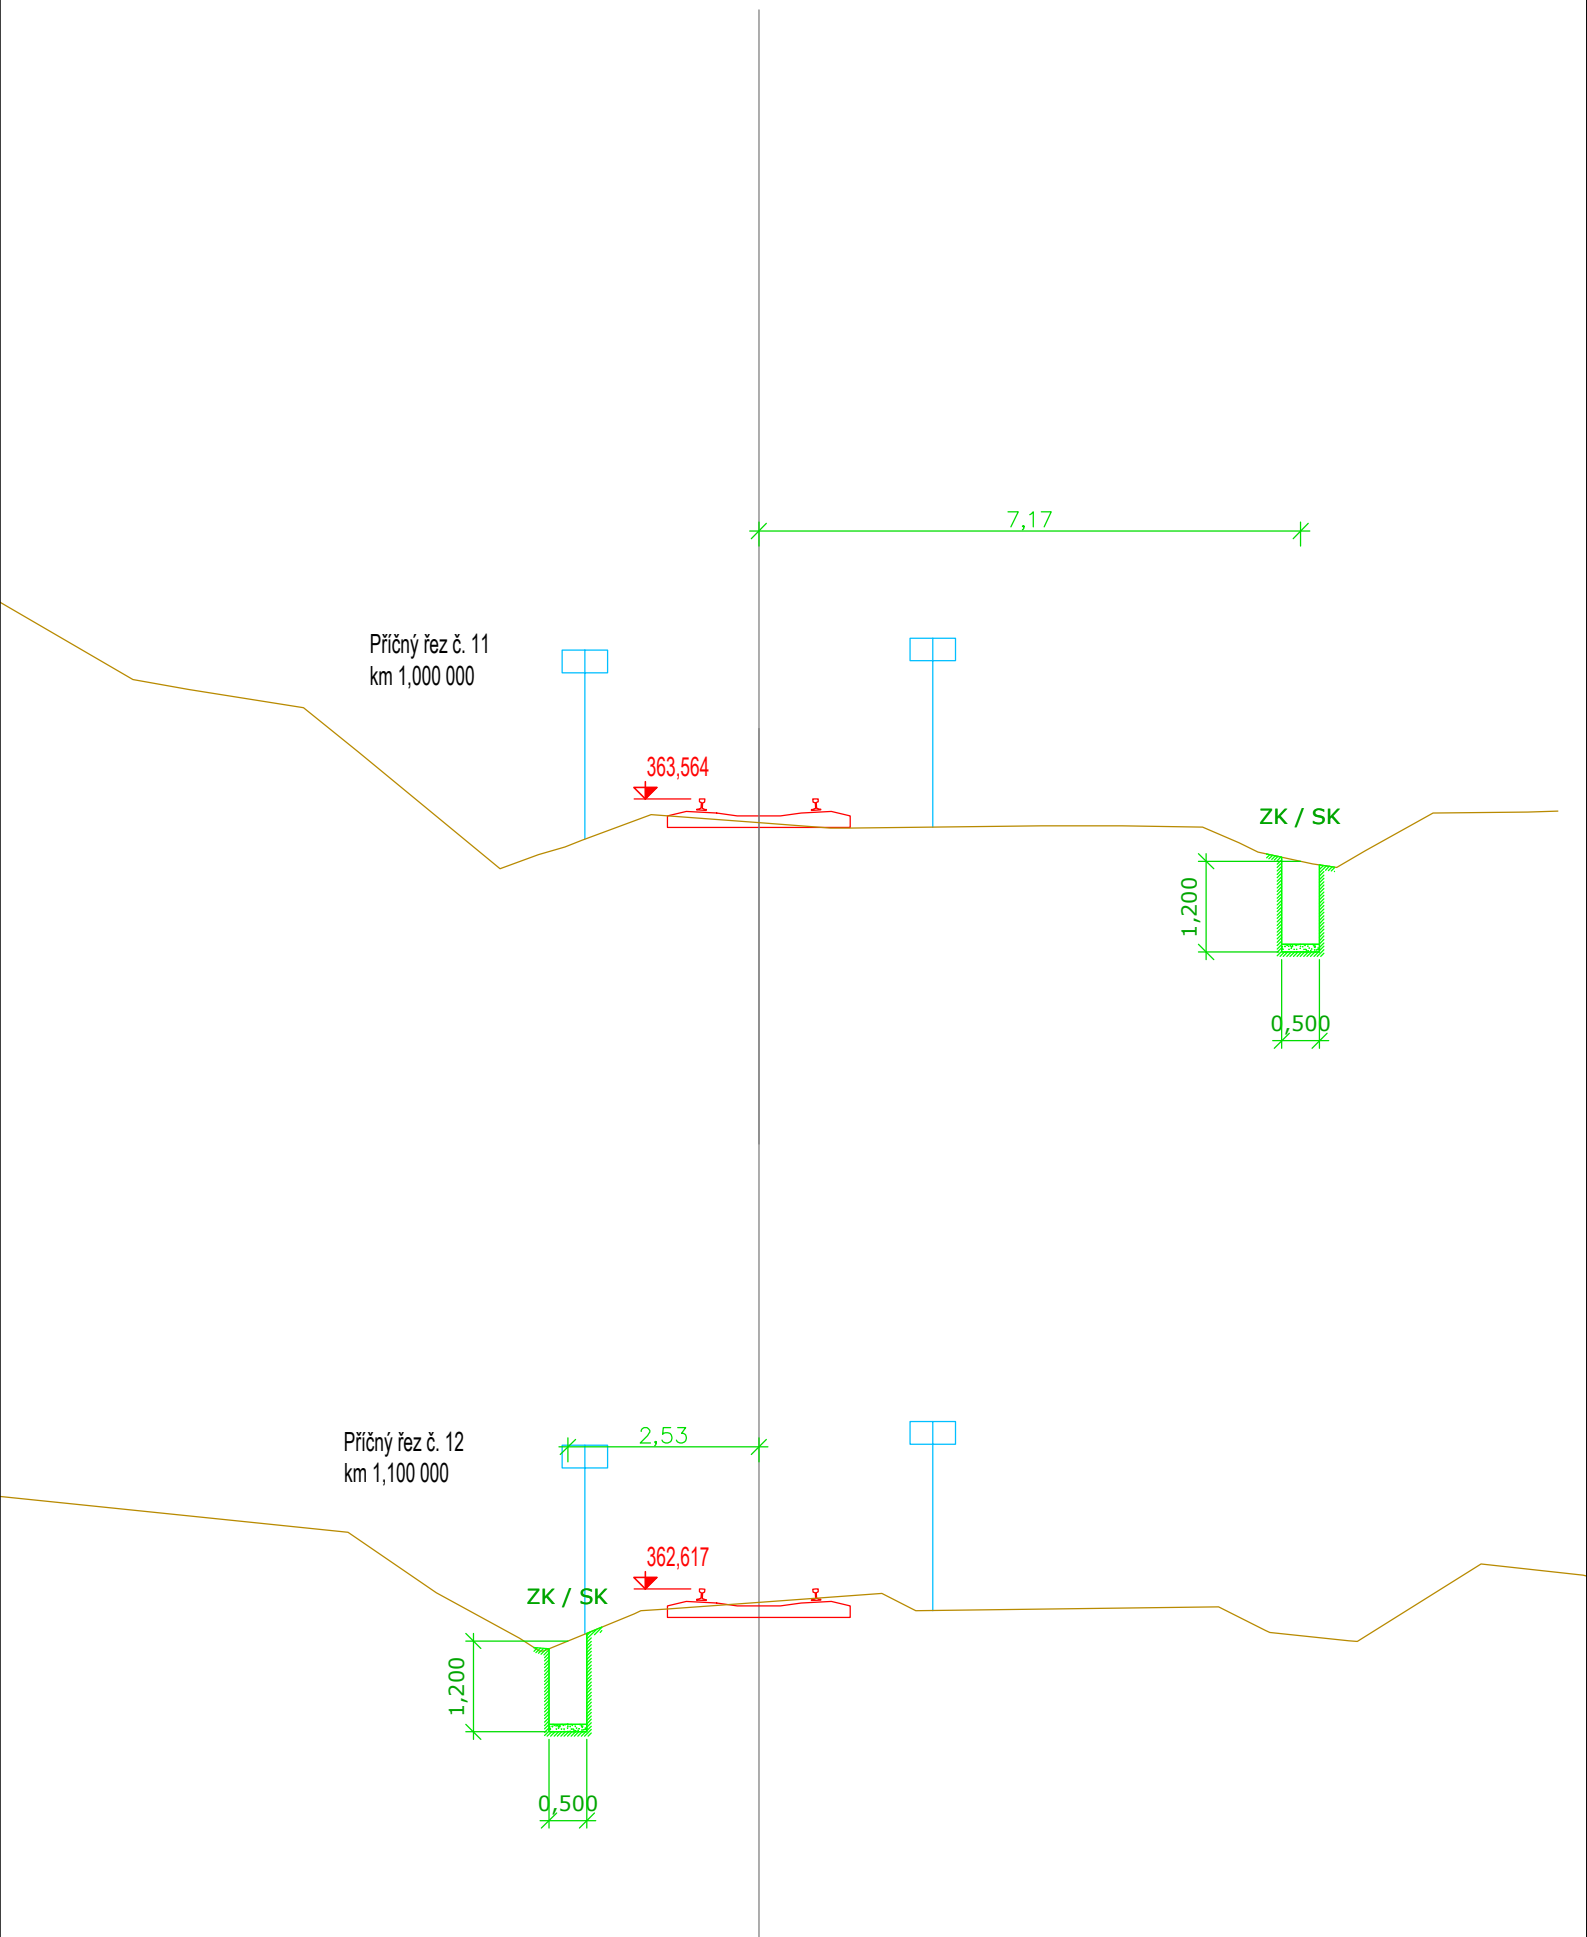 7,17
Příčný řez č. 11
km 1,000 000
363,564
ZK / SK
1,200
0,500
Příčný řez č. 12
km 1,100 000
2,53
362,617
ZK / SK
1,200
0,500